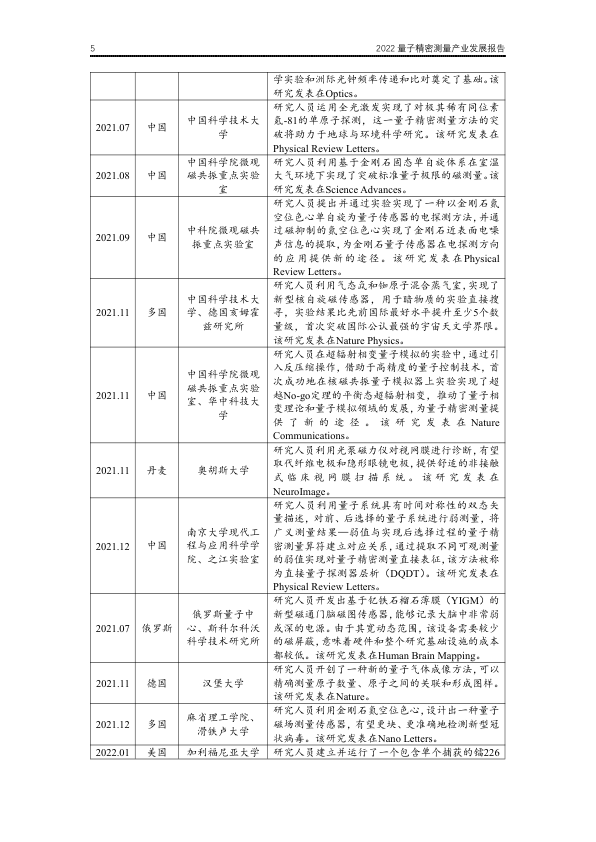 5
2022 量子精密测量产业发展报告
学实验和洲际光钟频率传递和比对奠定了基础。该
研究发表在Optics。
2021.07
中国
中国科学技术大
学
研究人员运用全光激发实现了对极其稀有同位素
氪-81的单原子探测，这一量子精密测量方法的突
破将助力于地球与环境科学研究。该研究发表在
Physical Review Letters。
2021.08
中国
中国科学院微观
磁共振重点实验
室
研究人员利用基于金刚石固态单自旋体系在室温
大气环境下实现了突破标准量子极限的磁测量。该
研究发表在Science Advances。
2021.09
中国
中科院微观磁共
振重点实验室
研究人员提出并通过实验实现了一种以金刚石氮
空位色心单自旋为量子传感器的电探测方法，并通
过磁抑制的氮空位色心实现了金刚石近表面电噪
声信息的提取，为金刚石量子传感器在电探测方向
的应用提供新的途径。该研究发表在Physical
Review Letters。
2021.11
多国
中国科学技术大
学、德国亥姆霍
兹研究所
研究人员利用气态氙和铷原子混合蒸气室，实现了
新型核自旋磁传感器，用于暗物质的实验直接搜
寻，实验结果比先前国际最好水平提升至少5个数
量级，首次突破国际公认最强的宇宙天文学界限。
该研究发表在Nature Physics。
2021.11
中国
中国科学院微观
磁共振重点实验
室、华中科技大
学
研究人员在超辐射相变量子模拟的实验中，通过引
入反压缩操作，借助于高精度的量子控制技术，首
次成功地在核磁共振量子模拟器上实验实现了超
越No-go定理的平衡态超辐射相变，推动了量子相
变理论和量子模拟领域的发展，为量子精密测量提
供了新的途径。该研究发表在Nature
Communications。
2021.11
丹麦
奥胡斯大学
研究人员利用光泵磁力仪对视网膜进行诊断，有望
取代纤维电极和隐形眼镜电极，提供舒适的非接触
式临床视网膜扫描系统。该研究发表在
NeuroImage。
2021.12
中国
南京大学现代工
程与应用科学学
院、之江实验室
研究人员利用量子系统具有时间对称性的双态矢
量描述，对前、后选择的量子系统进行弱测量，将
广义测量结果—弱值与实现后选择过程的量子精
密测量算符建立对应关系，通过提取不同可观测量
的弱值实现对量子精密测量直接表征，该方法被称
为直接量子探测器层析（DQDT）。该研究发表在
Physical Review Letters。
2021.07
俄罗斯
俄罗斯量子中
心、斯科尔科沃
科学技术研究所
研究人员开发出基于钇铁石榴石薄膜（YIGM）的
新型磁通门脑磁图传感器，能够记录大脑中非常弱
或深的电源。由于其宽动态范围，该设备需要较少
的磁屏蔽，意味着硬件和整个研究基础设施的成本
都较低。该研究发表在Human Brain Mapping。
2021.11
德国
汉堡大学
研究人员开创了一种新的量子气体成像方法，可以
精确测量原子数量、原子之间的关联和形成图样。
该研究发表在Nature。
2021.12
多国
麻省理工学院、
滑铁卢大学
研究人员利用金刚石氮空位色心，设计出一种量子
磁场测量传感器，有望更块、更准确地检测新型冠
状病毒。该研究发表在Nano Letters。
2022.01
美国
加利福尼亚大学
研究人员建立并运行了一个包含单个捕获的镭226